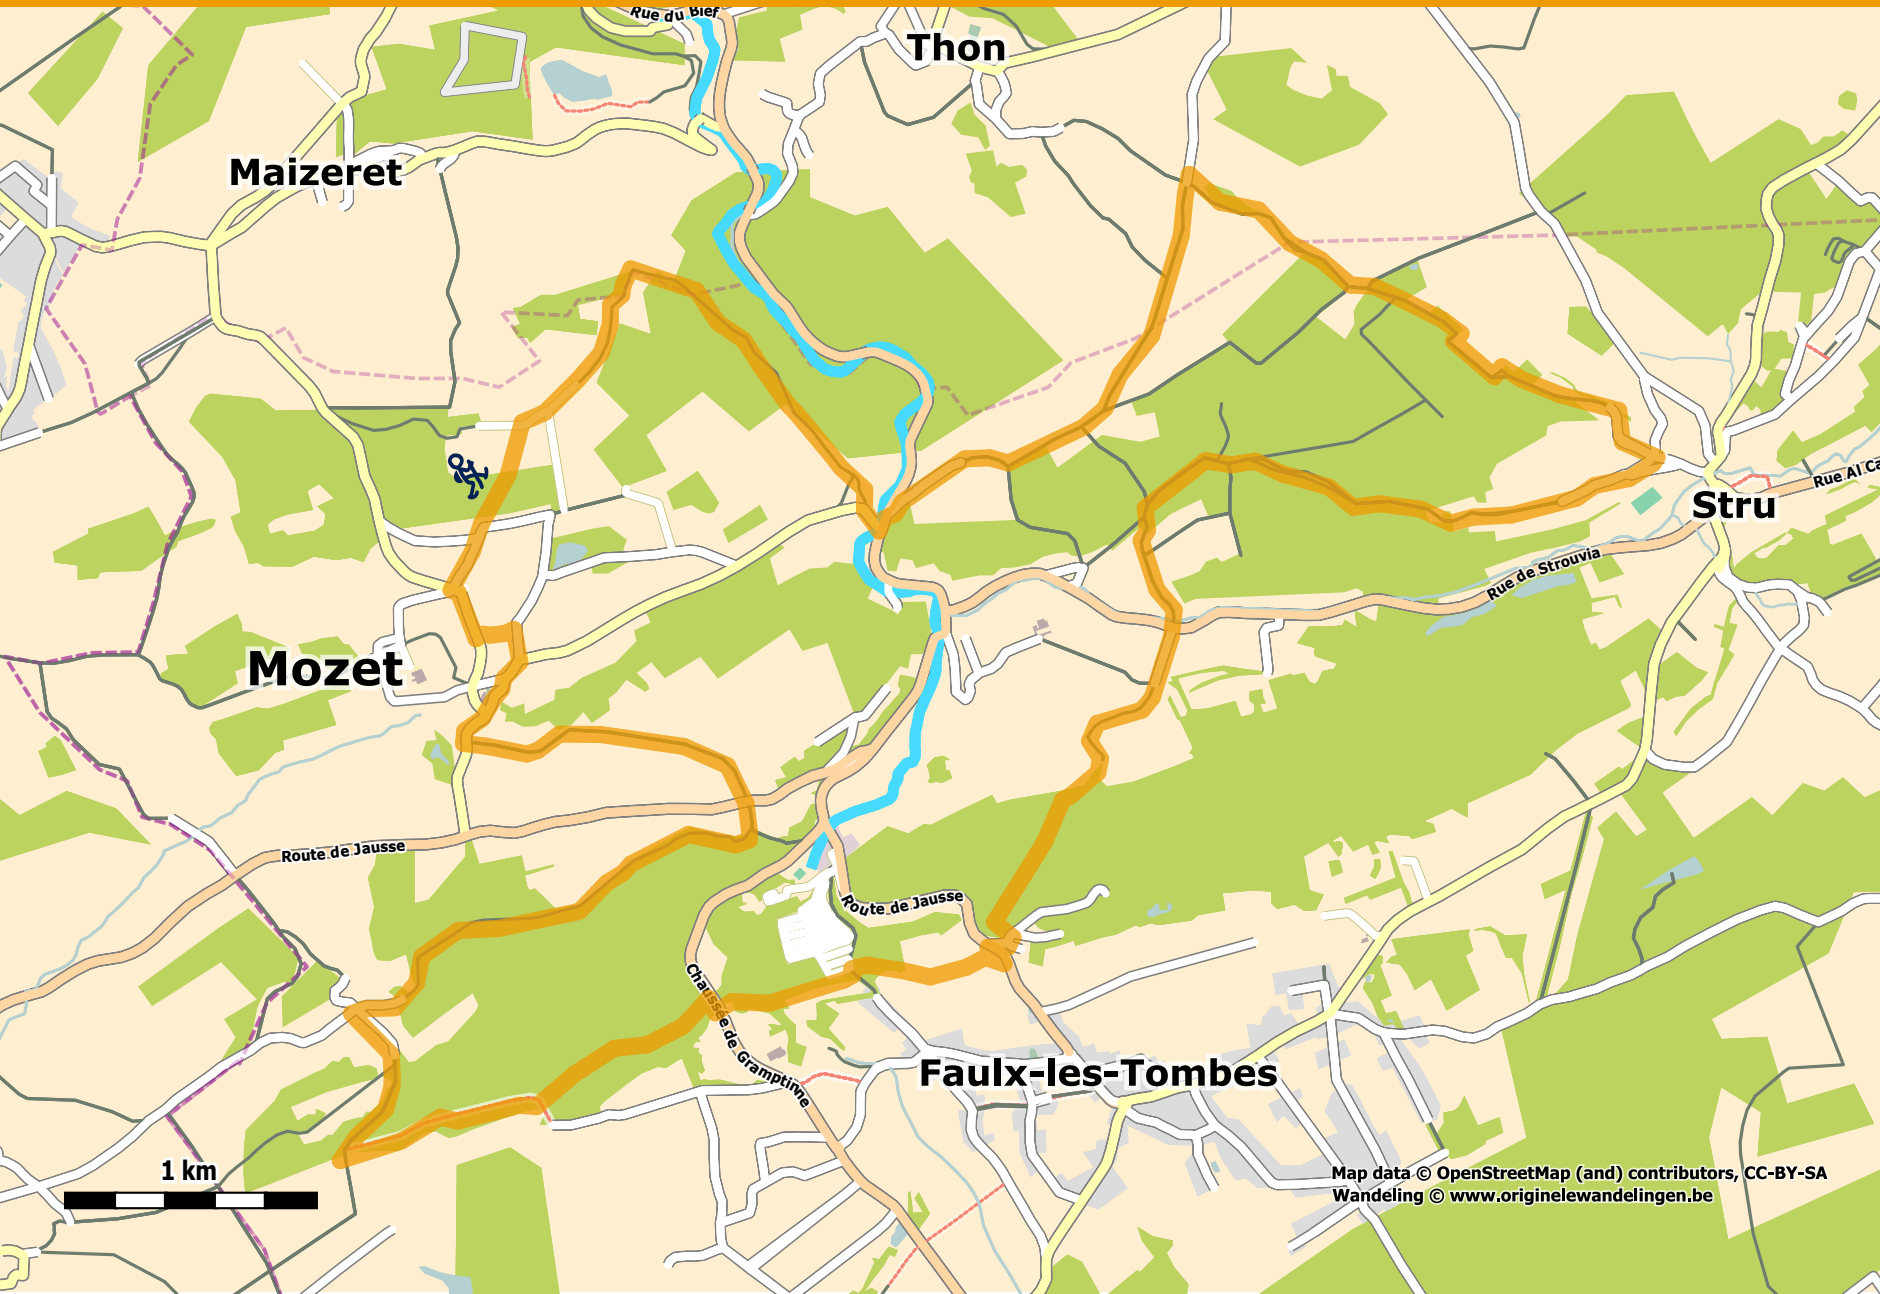 Rue du Bief
Thon
Maizeret
Rue Al Ca
Stru
Rue de Strouvia
Mozet
Route de Jausse
Route de Jausse
Chaussée de Gramptinne
Faulx-les-Tombes
1 km
Map data © OpenStreetMap (and) contributors, CC-BY-SA
Wandeling © www.originelewandelingen.be